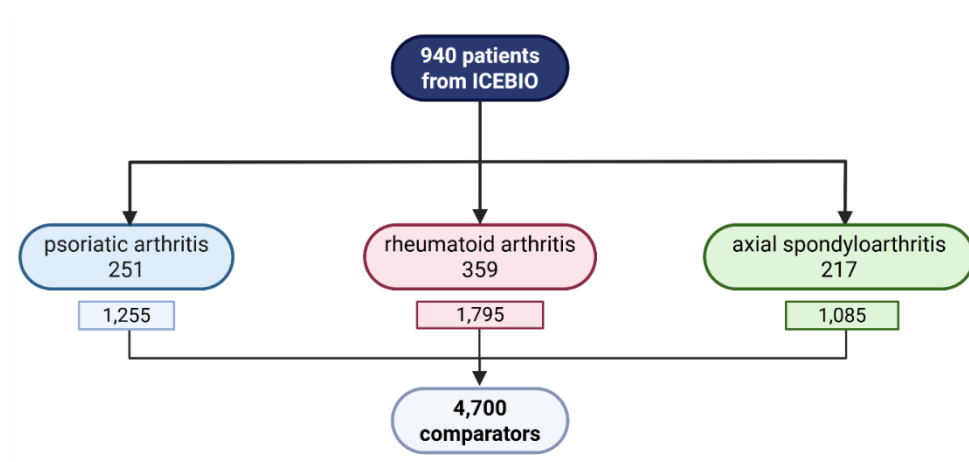 940 patients
from ICEBIO
psoriatic arthritis
251
rheumatoid arthritis
359
axial spondyloarthritis
217
1,255
1,795
1,085
4,700
comparators